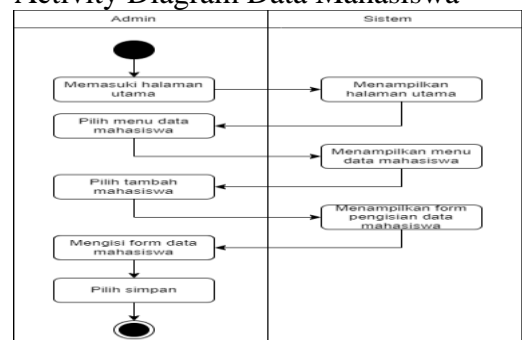 Activity Diagram Data Mahasiswa
Admin
Sistem
Memasuki halaman
utama
Menampilkan
halaman utama
Pilih menu data
mahasiswa
Menampilkan menu
data mahasiswa
Pilih tambah
mahasiswa
Menampilkan form
pengisian data
mahasiswa
Mengisi form data
mahasiswa
Pilih simpan